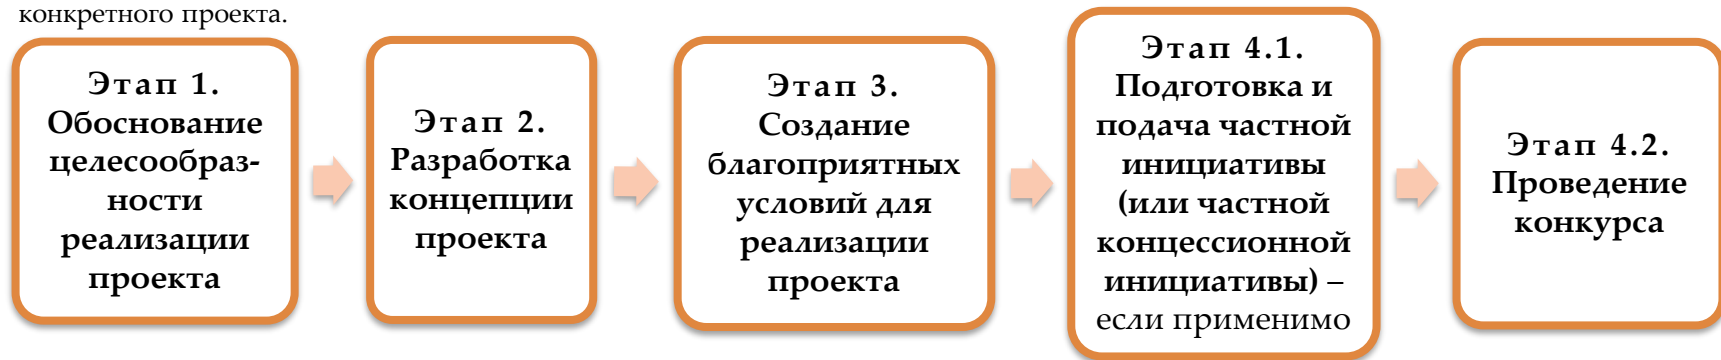 конкретного проекта.
Этап 1.
Обоснование
целесообраз-
ности
реализации
проекта
Этап 2.
Разработка
концепции
проекта
Этап 3.
Создание
благоприятных
условий для
реализации
проекта
Этап 4.1.
Подготовка и
подача частной
инициативы
(или частной
концессионной
инициативы) –
если применимо
Этап 4.2.
Проведение
конкурса